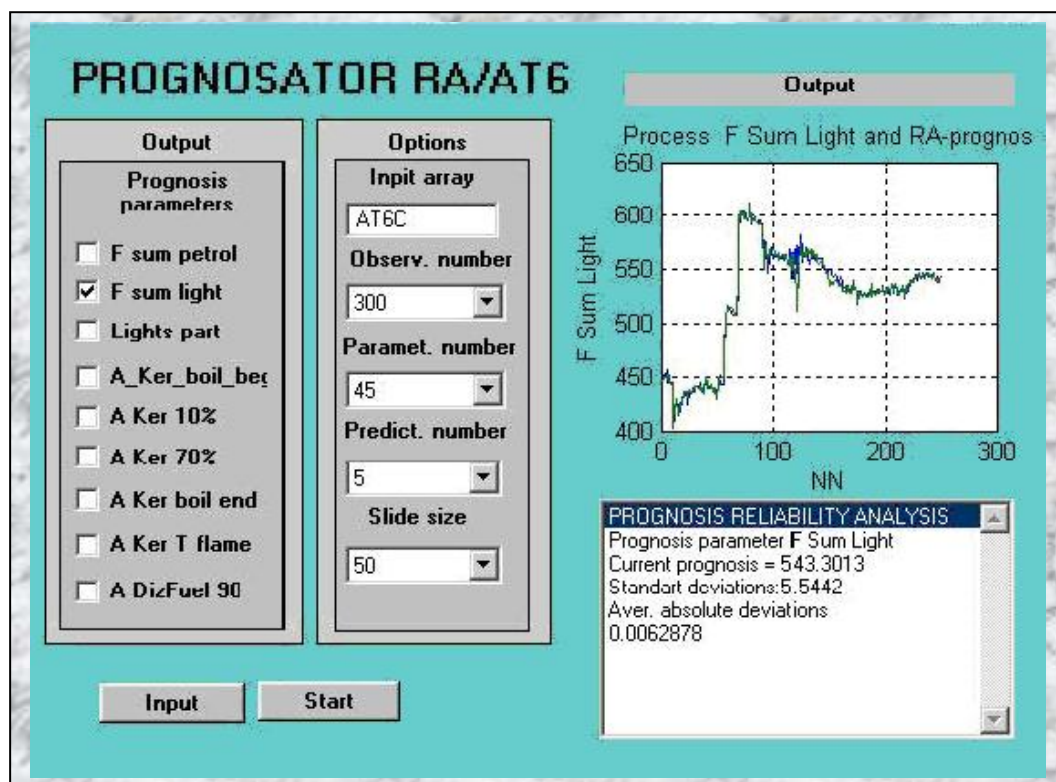 PROGNOSATOR RA/AT6
Output
Prognosis
parameters
F sum petrol
F sum light
Lights part
A_Ker_boil_beg
A Ker 10%
A Ker 70%
A Ker boil end
A Ker T flame
A DizFuel 90
Options
Inpit array
AT6C
Observ. number
300
Paramet. number
45
Predict. number
5
Slide size
50
Input
Start
Output
Process F Sum Light and RA-prognos
F Sum Light.
650
600
550
500
450
400
0
100
200
300
NN
PROGNOSIS RELIABILITY ANALYSIS
Prognosis parameter F Sum Light
Current prognosis = 543.3013
Standart deviations:5.5442
Aver. absolute deviations
0.0062878